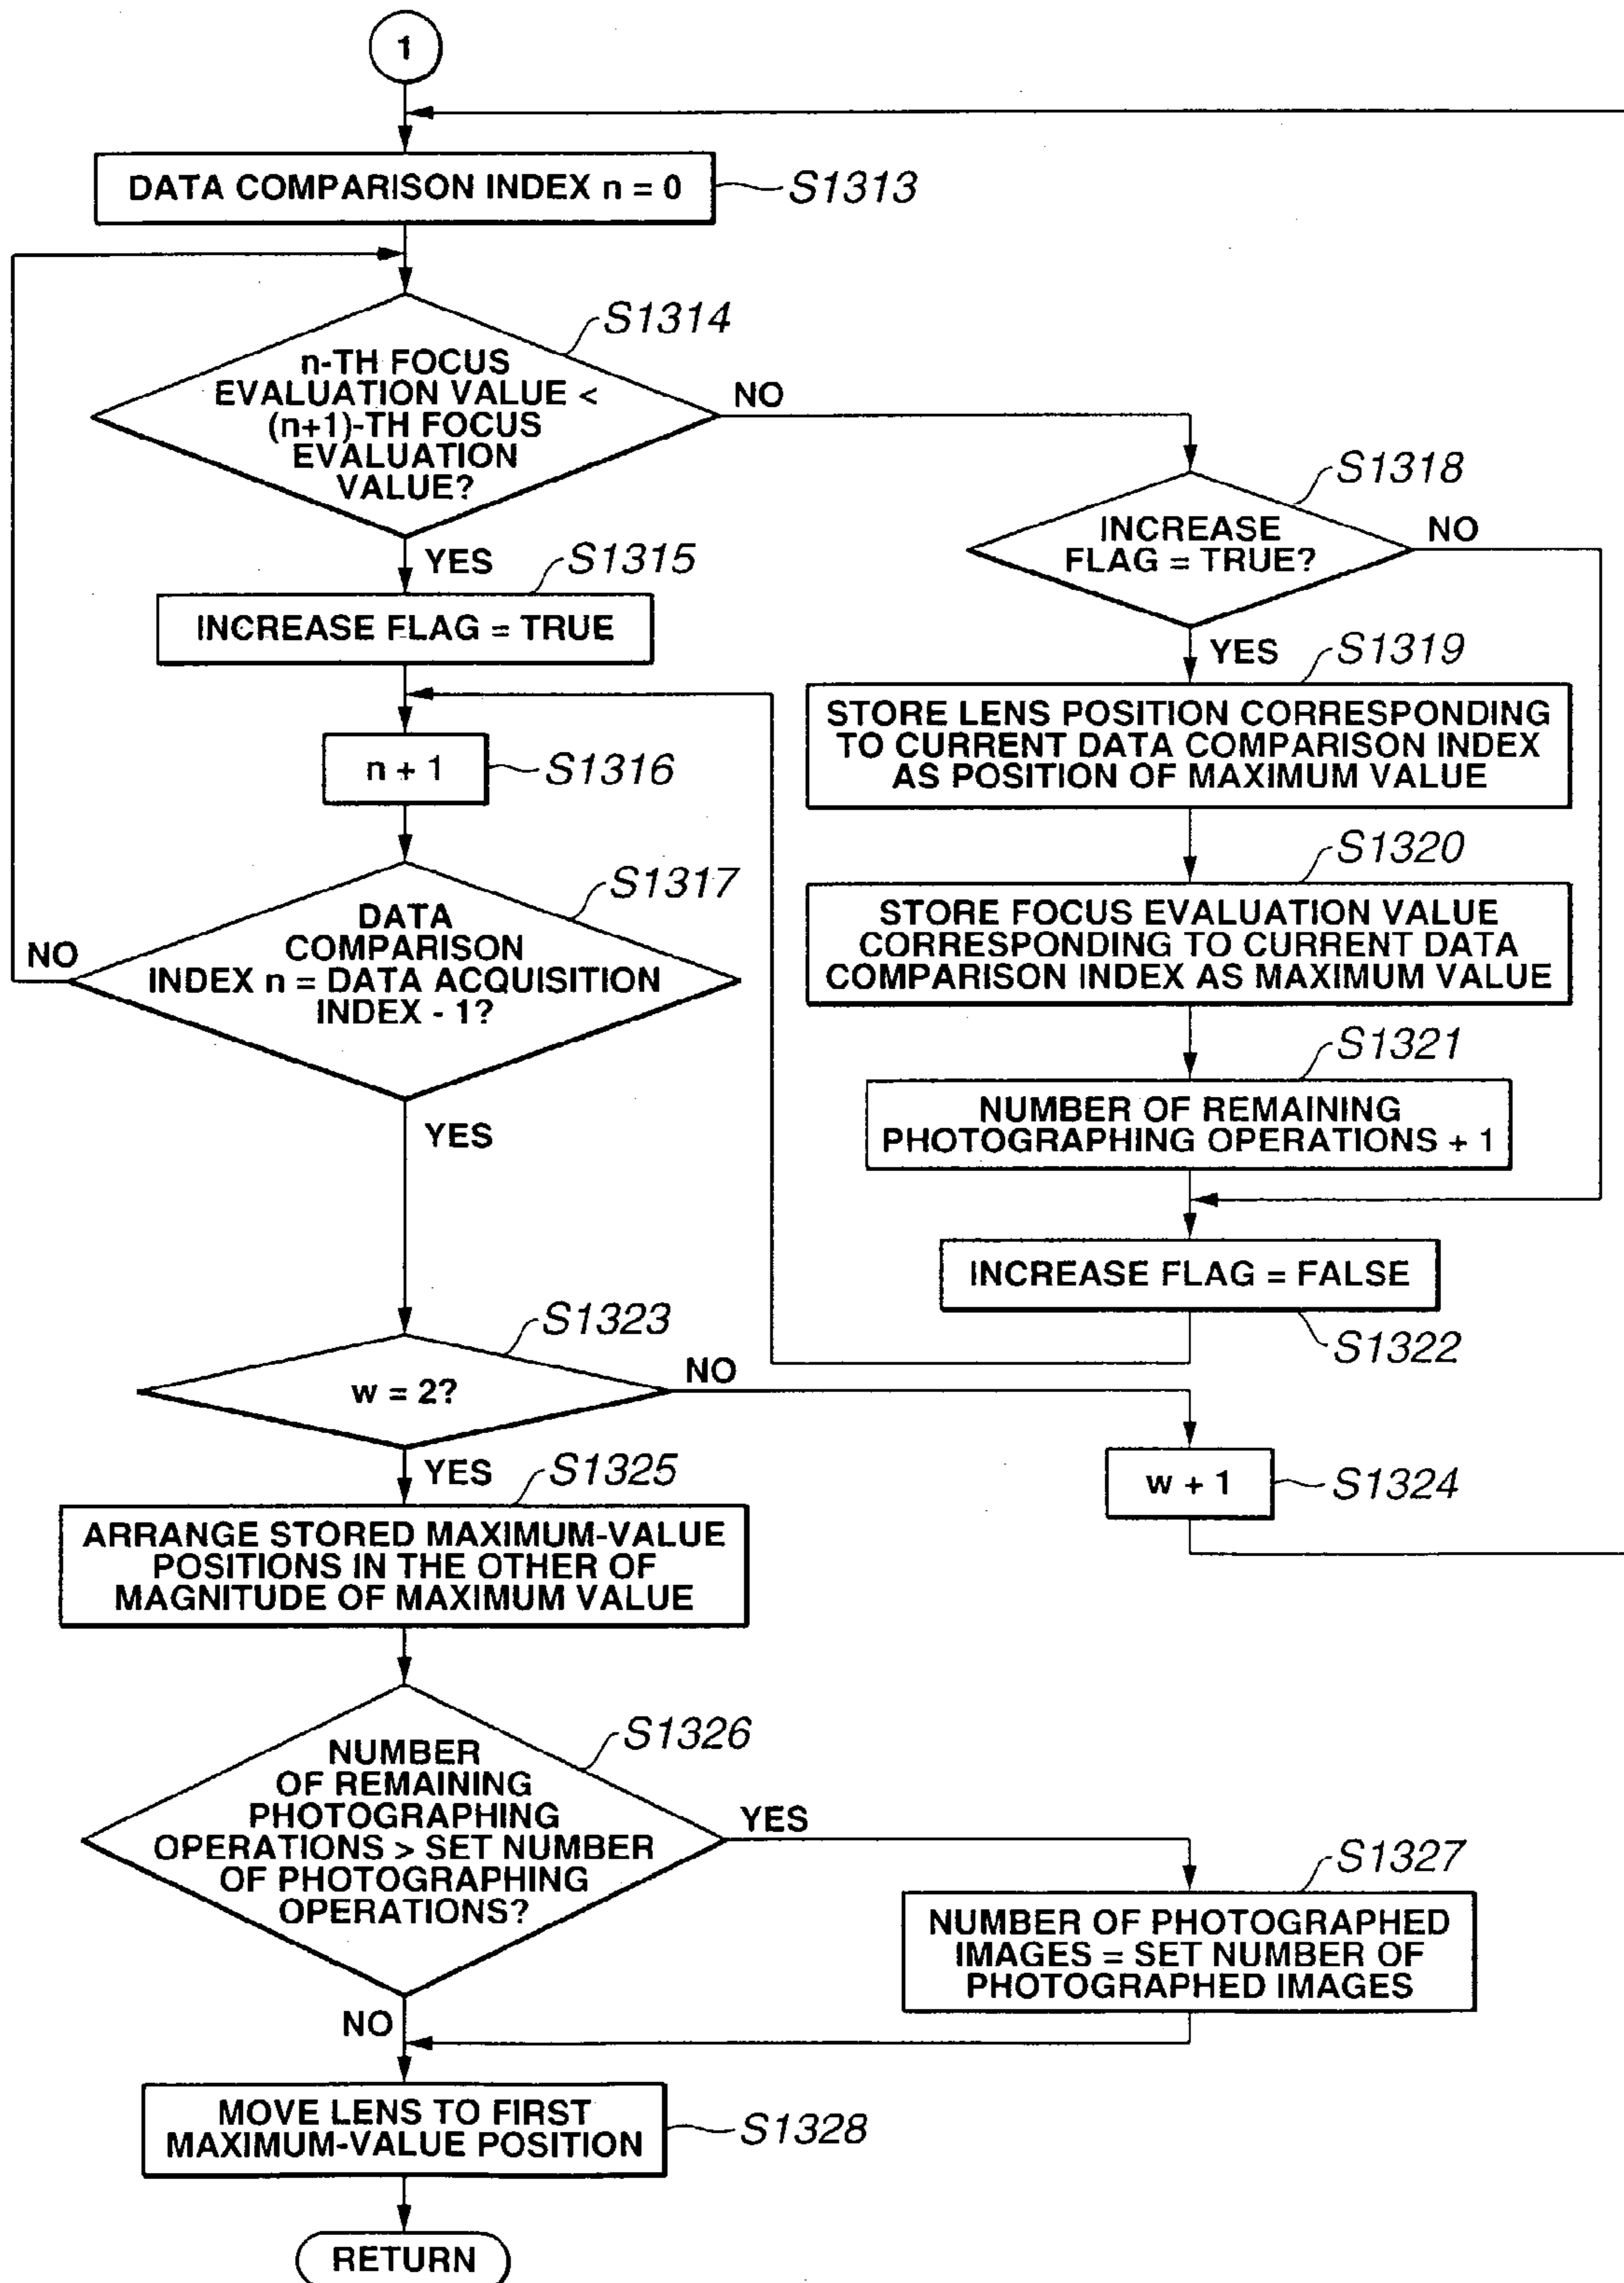 1
DATA COMPARISON INDEX n = 0
S1313
S1314
n-TH FOCUS
EVALUATION VALUE <
(n+1)-TH FOCUS
EVALUATION
VALUE?
NO
YES
S1315
INCREASE FLAG = TRUE
n + 1
S1316
S1317
DATA
COMPARISON
INDEX n = DATA ACQUISITION
INDEX - 1?
NO
YES
S1318
INCREASE
FLAG = TRUE?
NO
YES
S1319
STORE LENS POSITION CORRESPONDING
TO CURRENT DATA COMPARISON INDEX
AS POSITION OF MAXIMUM VALUE
S1320
STORE FOCUS EVALUATION VALUE
CORRESPONDING TO CURRENT DATA
COMPARISON INDEX AS MAXIMUM VALUE
S1321
NUMBER OF REMAINING
PHOTOGRAPHING OPERATIONS + 1
INCREASE FLAG = FALSE
S1322
S1323
w = 2?
NO
YES
w + 1
S1324
S1325
ARRANGE STORED MAXIMUM-VALUE
POSITIONS IN THE OTHER OF
MAGNITUDE OF MAXIMUM VALUE
S1326
NUMBER
OF REMAINING
PHOTOGRAPHING
OPERATIONS > SET NUMBER
OF PHOTOGRAPHING
OPERATIONS?
YES
NO
S1327
NUMBER OF PHOTOGRAPHED
IMAGES = SET NUMBER OF
PHOTOGRAPHED IMAGES
MOVE LENS TO FIRST
MAXIMUM-VALUE POSITION
S1328
RETURN